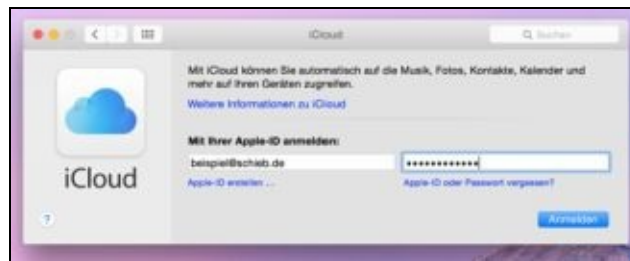 iCloud
Suchen
Mit iCloud können Sie automatisch auf die Musik, Fotos, Kontakte, Kalender und
mehr auf Ihren Geräten zugreifen.
Weitere Informationen zu iCloud
Mit Ihrer Apple-ID anmelden:
beispiel@schieb.de
••••••••••••
iCloud
Apple-ID erstellen ...
Apple-ID oder Passwort vergessen?
?
Anmelden